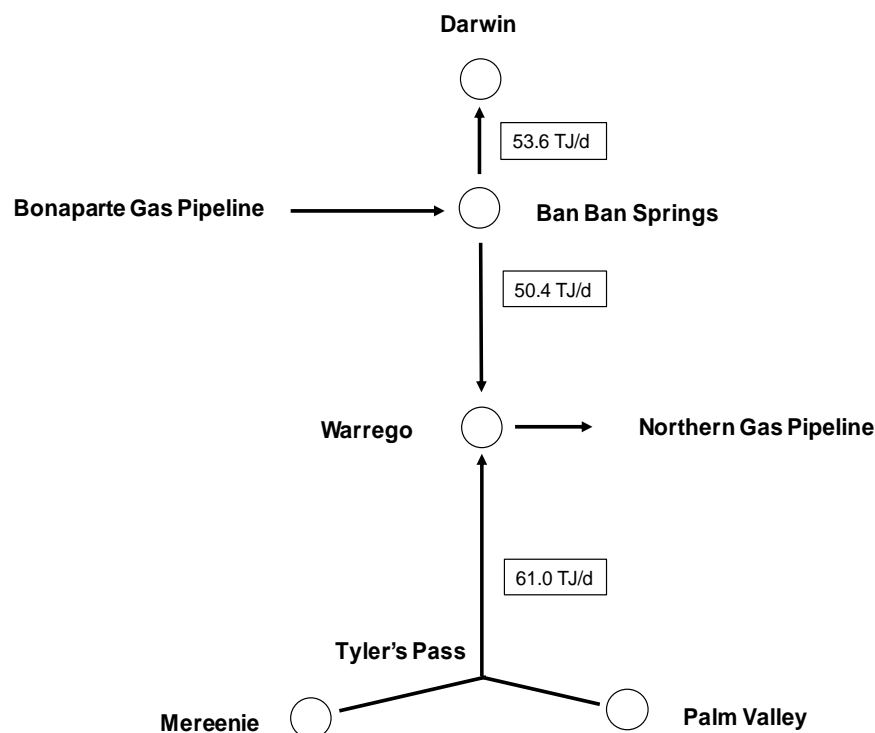 Darwin
53.6 TJ/d
Bonaparte Gas Pipeline
Ban Ban Springs
50.4 TJ/d
Warrego
Northern Gas Pipeline
61.0 TJ/d
Tyler's Pass
Mereenie
Palm Valley